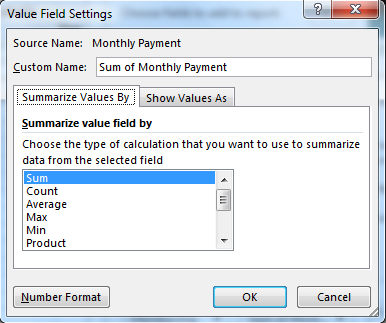 Value Field Settings
Source Name: Monthly Payment
Custom Name: Sum of Monthly Payment
Summarize Values By Show Values As
Summarize value field by
Choose the type of calculation that you want to use to summarize
data from the selected field
Sum
Count
Average
Max
Min
Product
Number Format OK Cancel